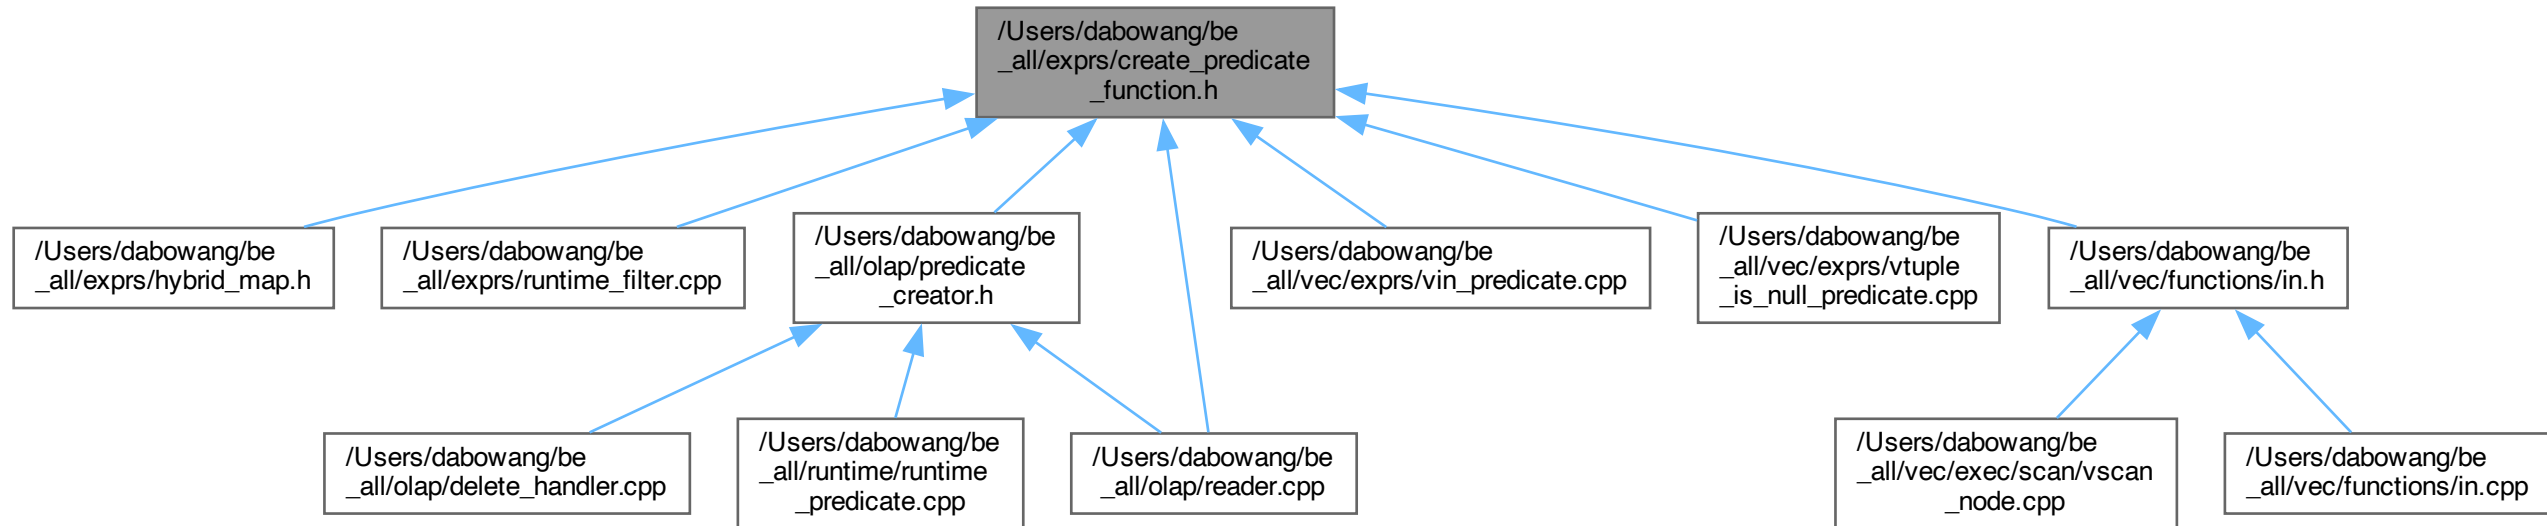 /Users/dabowang/be
_all/exprs/create_predicate
_function.h
/Users/dabowang/be
_all/exprs/hybrid_map.h
/Users/dabowang/be
_all/exprs/runtime_filter.cpp
/Users/dabowang/be
_all/olap/predicate
_creator.h
/Users/dabowang/be
_all/vec/exprs/vin_predicate.cpp
/Users/dabowang/be
_all/vec/exprs/vtuple
_is_null_predicate.cpp
/Users/dabowang/be
_all/vec/functions/in.h
/Users/dabowang/be
_all/olap/delete_handler.cpp
/Users/dabowang/be
_all/runtime/runtime
_predicate.cpp
/Users/dabowang/be
_all/olap/reader.cpp
/Users/dabowang/be
_all/vec/exec/scan/vscan
_node.cpp
/Users/dabowang/be
_all/vec/functions/in.cpp